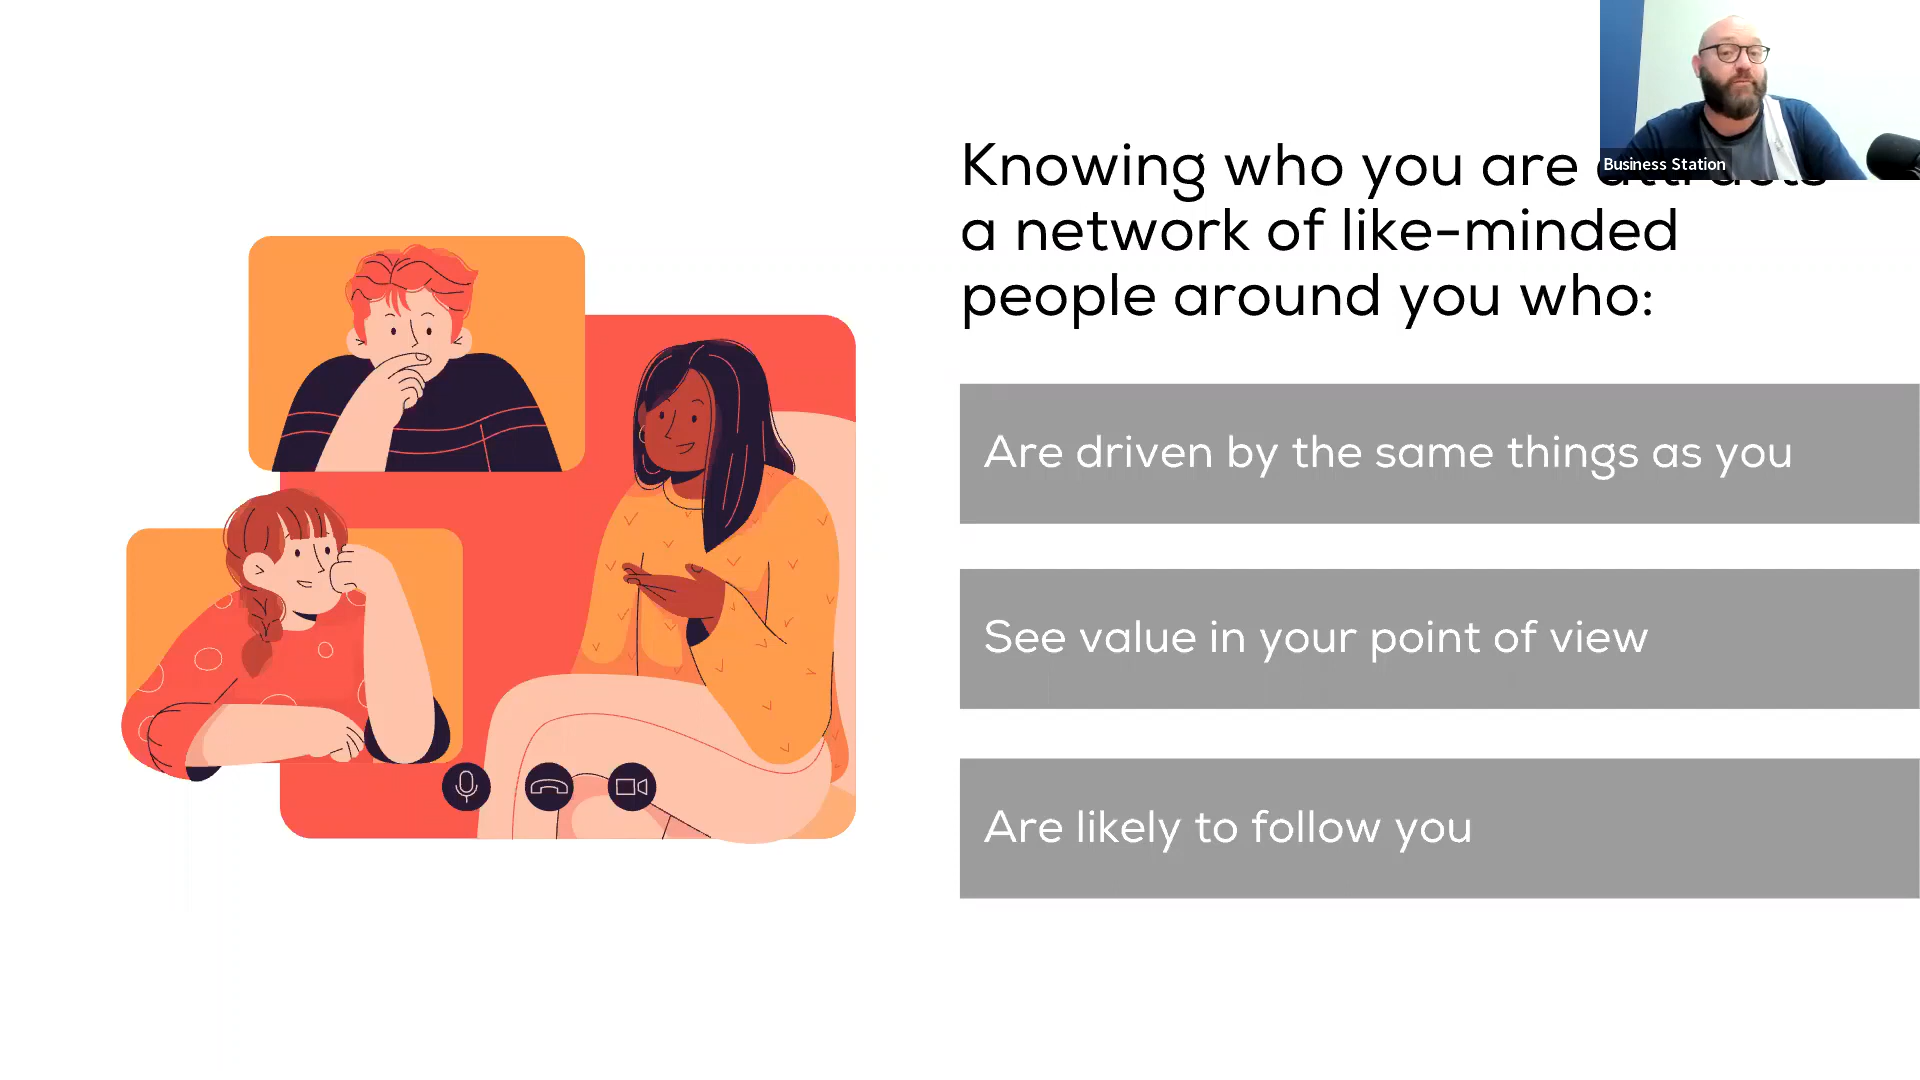 Knowing who you are attracts
a network of like-minded
people around you who:
Business Station
Are driven by the same things as you
See value in your point of view
Are likely to follow you